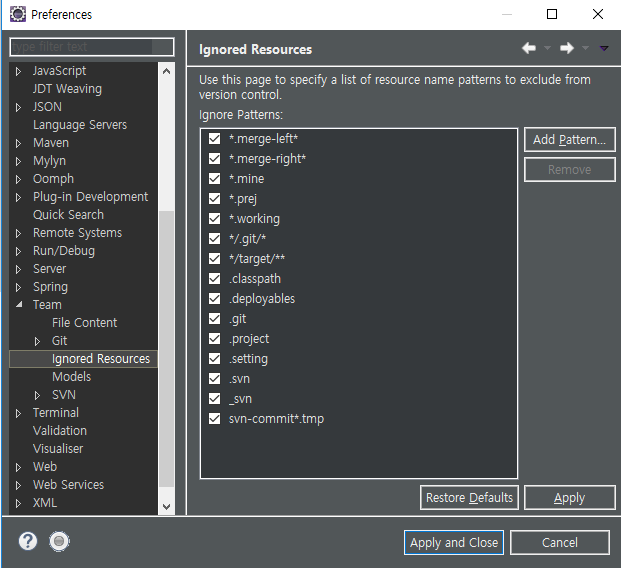 Preferences
type filter text
JavaScript
JDT Weaving
JSON
Language Servers
Maven
Mylyn
Oomph
Plug-in Development
Quick Search
Remote Systems
Run/Debug
Server
Spring
Team
File Content
Git
Ignored Resources
Models
SVN
Terminal
Validation
Visualiser
Web
Web Services
XML
Ignored Resources
Use this page to specify a list of resource name patterns to exclude from
version control.
Ignore Patterns:
*.merge-left*
*.merge-right*
*.mine
*.prej
*.working
*/.git/*
*/target/**
.classpath
.deployables
.git
.project
.setting
.svn
_svn
svn-commit*.tmp
Add Pattern...
Remove
Restore Defaults
Apply
?
Apply and Close
Cancel